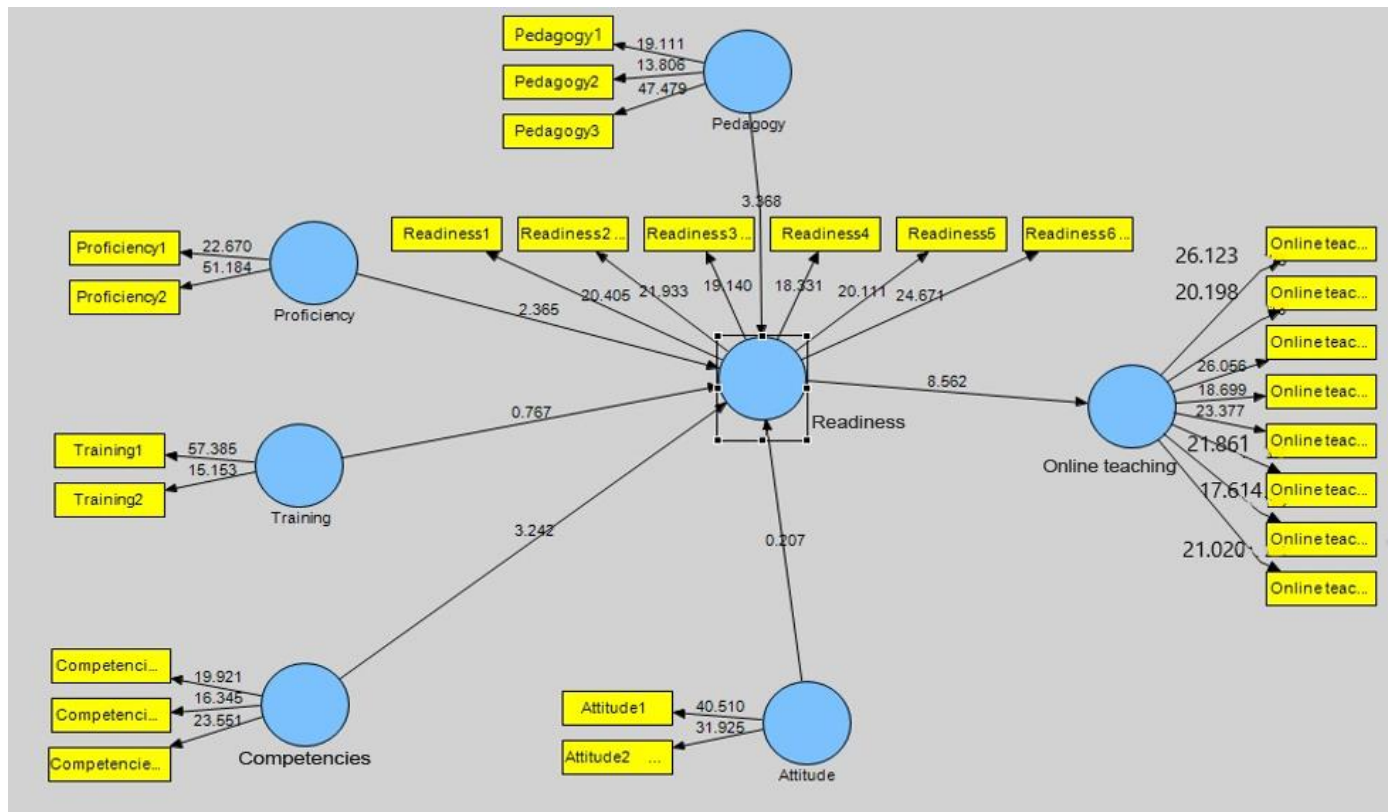 Pedagogy1
19.111
13.806
Pedagogy2
47.479
Pedagogy3
Pedagogy
3.368
Readiness1
Readiness2 ...
Readiness3 ...
Readiness4
Readiness5
Readiness6 ...
20.405
21.933
19.140
18.331
20.111
24.671
Proficiency1
22.670
51.184
Proficiency2
Proficiency
2.365
Training1
57.385
15.153
Training2
Training
0.767
Readiness
8.562
Competenci...
19.921
16.345
Competenci...
23.551
Competencie...
Competencies
3.242
Attitude1
40.510
31.925
Attitude2 ...
Attitude
0.207
Online teaching
26.123
Online teac...
20.198
Online teac...
Online teac...
26.056
18.699
Online teac...
23.377
Online teac...
21.861
Online teac...
17.614
Online teac...
21.020
Online teac...